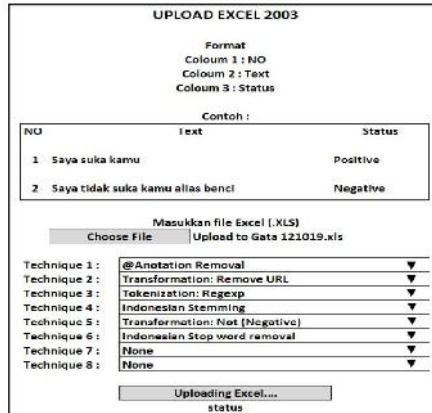 UPLOAD EXCEL 2003
Format
Coloum 1 : NO
Coloum 2 : Text
Coloum 3 : Status
Contoh :
NO Text Status
1 Saya suka kamu Positive
2 Saya tidak suka kamu alias benci Negative
Masukkan file Excel (.XLS)
Choose File Upload to Gata 121019.xls
Technique 1 : @Anotation Removal
Technique 2 : Transformation: Remove URL
Technique 3 : Tokenization: Regexp
Technique 4 : Indonesian Stemming
Technique 5 : Transformation: Not (Negative)
Technique 6 : Indonesian Stop word removal
Technique 7 : None
Technique 8 : None
Uploading Excel....
status